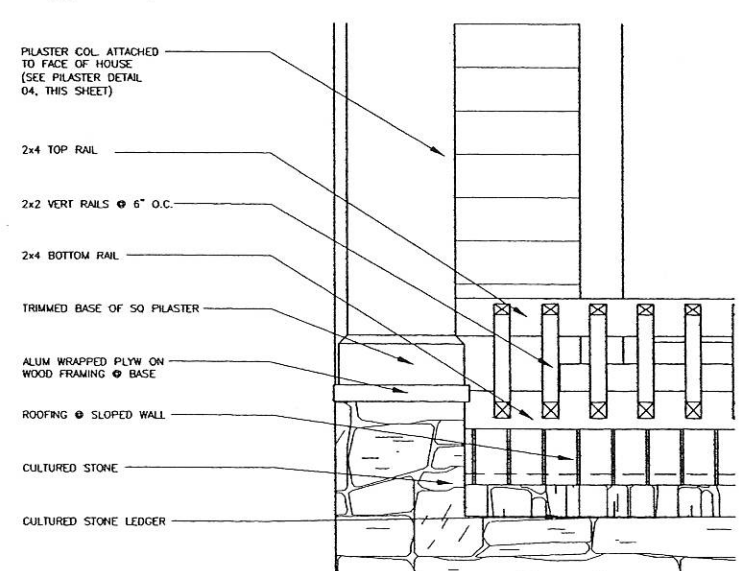 PILASTER COL. ATTACHED
TO FACE OF HOUSE
(SEE PILASTER DETAIL
04, THIS SHEET)
2x4 TOP RAIL
2x2 VERT RAILS @ 6" O.C.
2x4 BOTTOM RAIL
TRIMMED BASE OF SQ PILASTER
ALUM WRAPPED PLYW ON
WOOD FRAMING @ BASE
ROOFING @ SLOPED WALL
CULTURED STONE
CULTURED STONE LEDGER